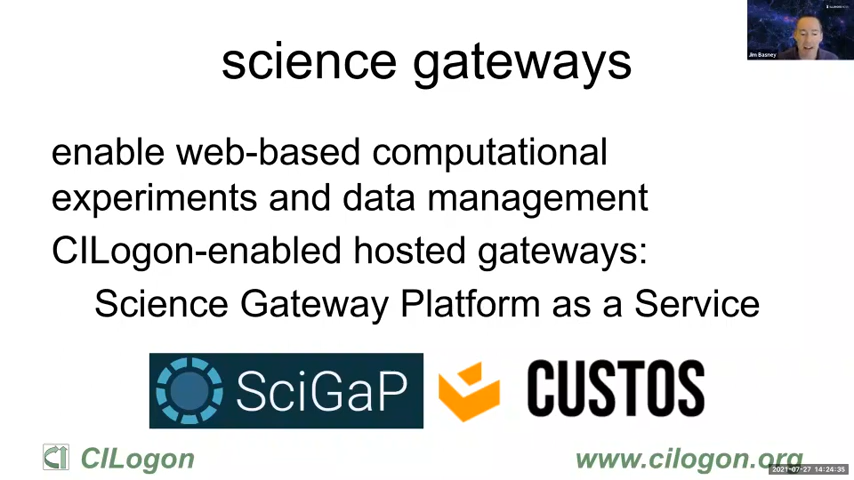 science gateways
Jim Basney
enable web-based computational
experiments and data management
CILogon-enabled hosted gateways:
Science Gateway Platform as a Service
SciGaP
CUSTOS
CILogon
www.cilogon.org
2021-07-27 14:24:35